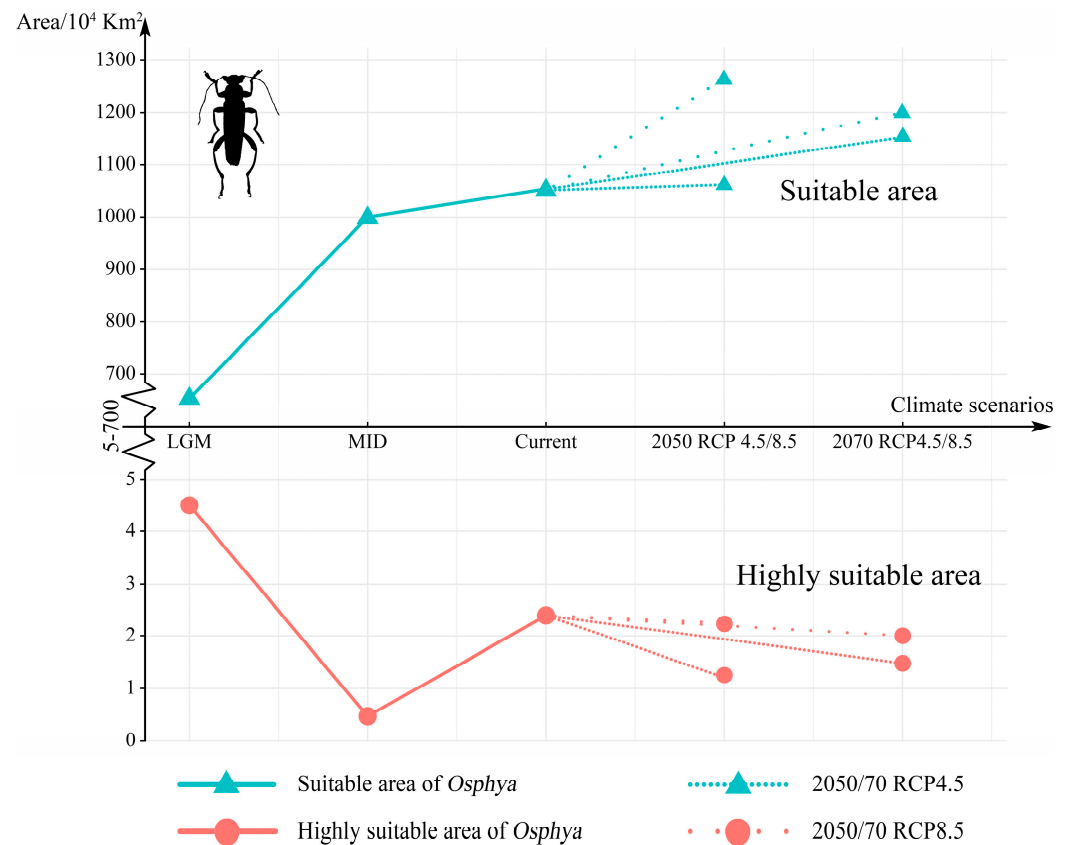 Area/10⁴ Km²
1300
1200
1100
Suitable area
1000
900
800
700
5-700
Climate scenarios
LGM MID Current 2050 RCP 4.5/8.5 2070 RCP4.5/8.5
5
4
Highly suitable area
3
2
1
0
Suitable area of Osphya 2050/70 RCP4.5
Highly suitable area of Osphya 2050/70 RCP8.5